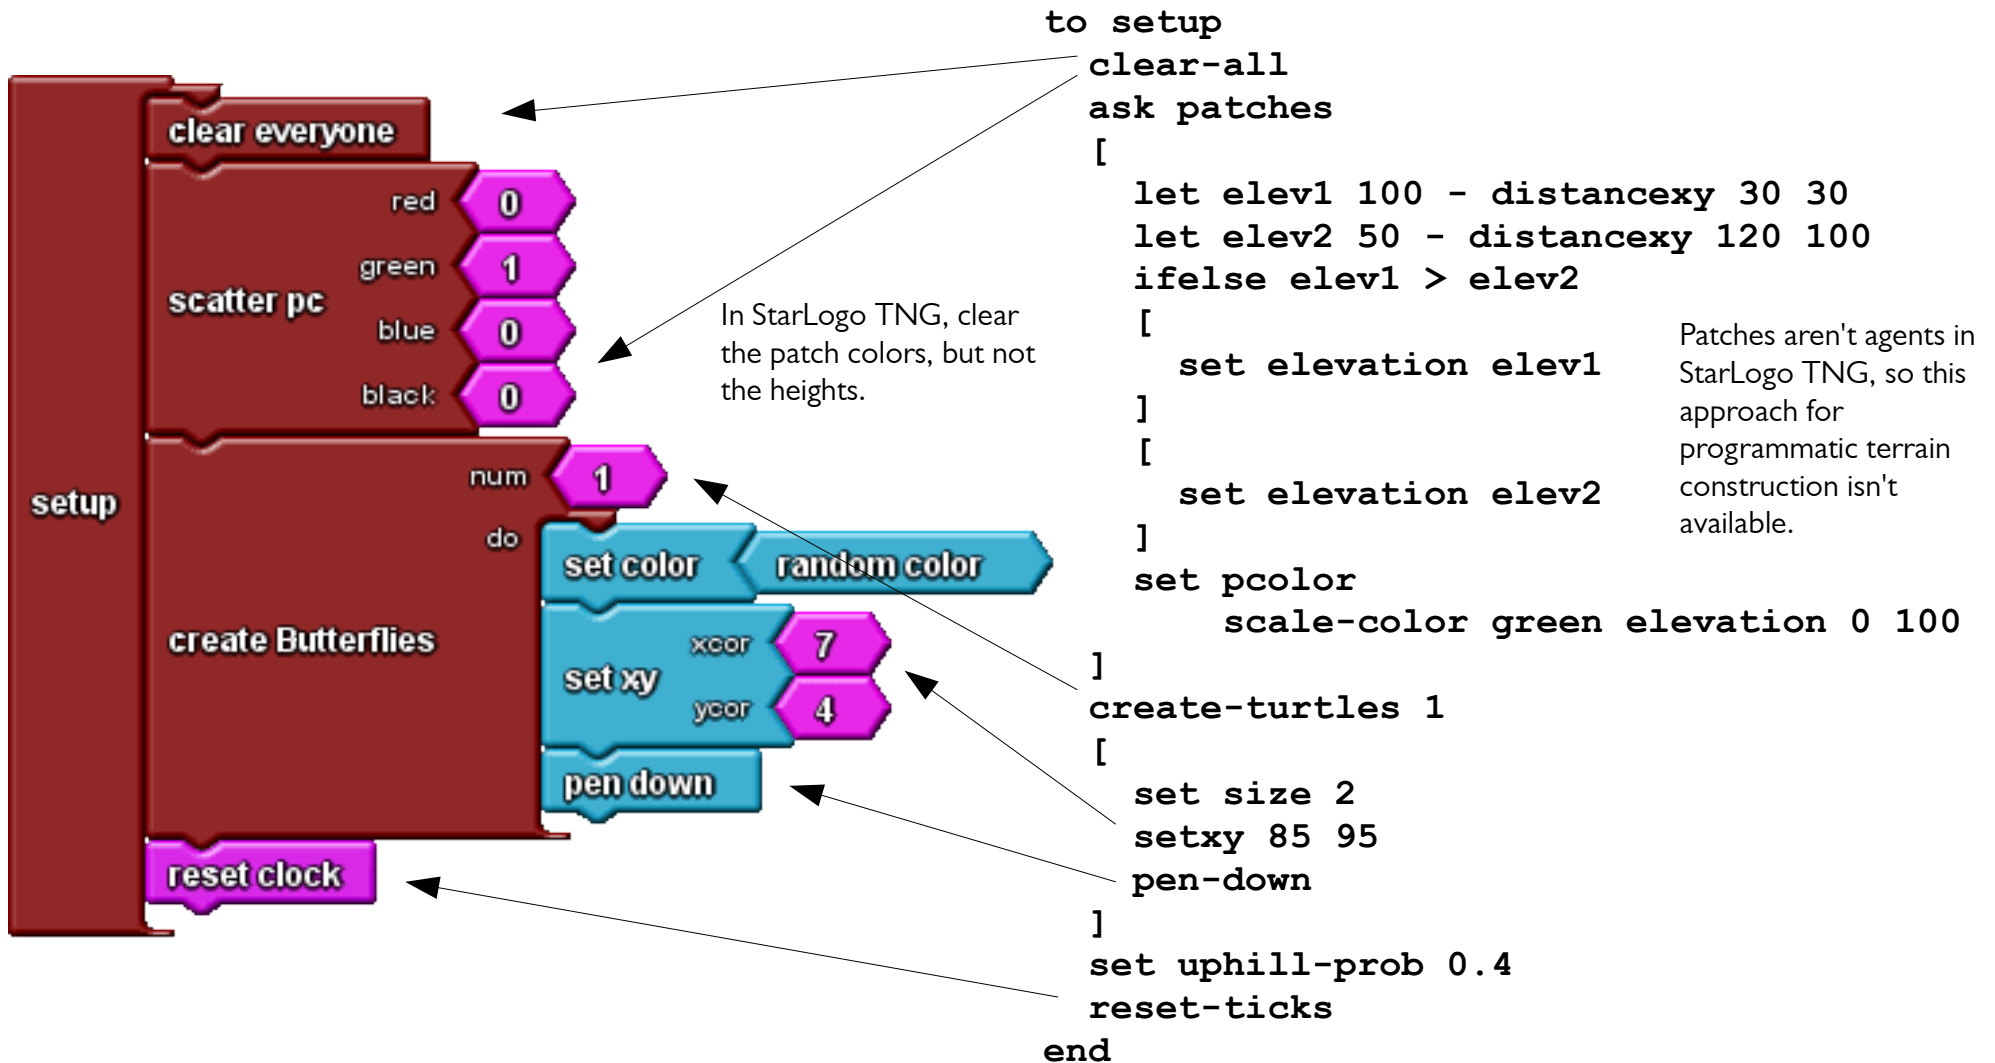 setup
clear everyone
scatter pc
red 0
green 1
blue 0
black 0
create Butterflies
num 1
do
set color random color
set xy
xcor 7
ycor 4
pen down
reset clock
In StarLogo TNG, clear
the patch colors, but not
the heights.
to setup
clear-all
ask patches
[
let elev1 100 - distancexy 30 30
let elev2 50 - distancexy 120 100
ifelse elev1 > elev2
[
set elevation elev1
]
[
set elevation elev2
]
set pcolor
scale-color green elevation 0 100
]
create-turtles 1
[
set size 2
setxy 85 95
pen-down
]
set uphill-prob 0.4
reset-ticks
end
Patches aren't agents in
StarLogo TNG, so this
approach for
programmatic terrain
construction isn't
available.